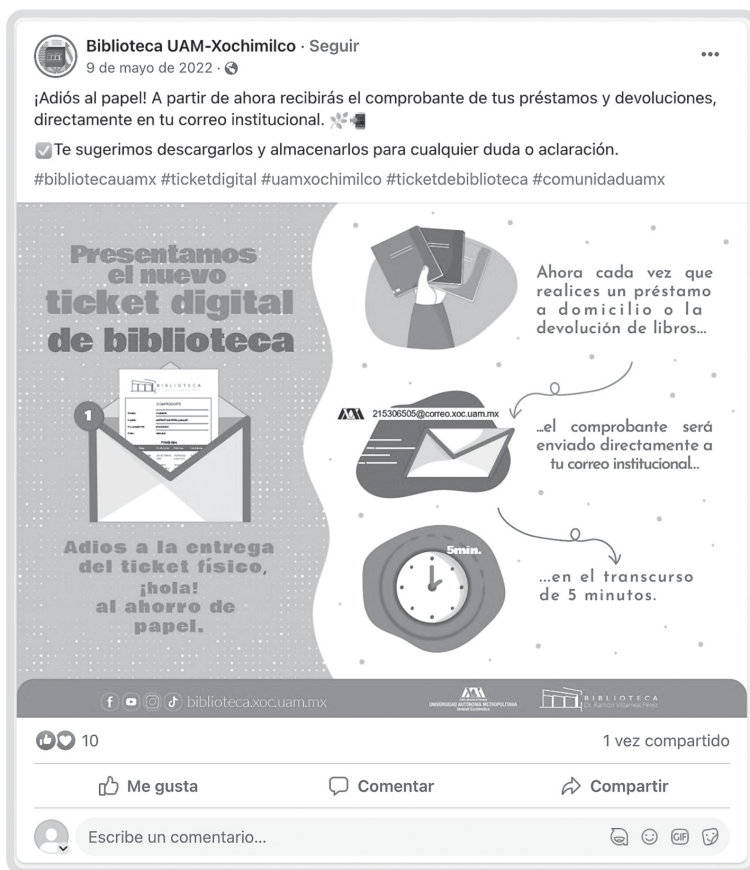 Biblioteca UAM-Xochimilco · Seguir
9 de mayo de 2022 ·
¡Adiós al papel! A partir de ahora recibirás el comprobante de tus préstamos y devoluciones,
directamente en tu correo institucional.
Te sugerimos descargarlos y almacenarlos para cualquier duda o aclaración.
#bibliotecauamx #ticketdigital #uamxochimilco #ticketdebiblioteca #comunidaduamx
Presentamos
el nuevo
ticket digital
de biblioteca
BIBLIOTECA
COMPROBANTE
1
Adios a la entrega
del ticket físico,
¡hola!
al ahorro de
papel.
Ahora cada vez que
realices un préstamo
a domicilio o la
devolución de libros...
215306505@correo.xoc.uam.mx
...el comprobante será
enviado directamente a
tu correo institucional...
5min.
...en el transcurso
de 5 minutos.
biblioteca.xoc.uam.mx
UNIVERSIDAD AUTÓNOMA METROPOLITANA
Unidad Xochimilco
BIBLIOTECA
Dr. Ramón Villarreal Pérez
10
1 vez compartido
Me gusta
Comentar
Compartir
Escribe un comentario...
GIF